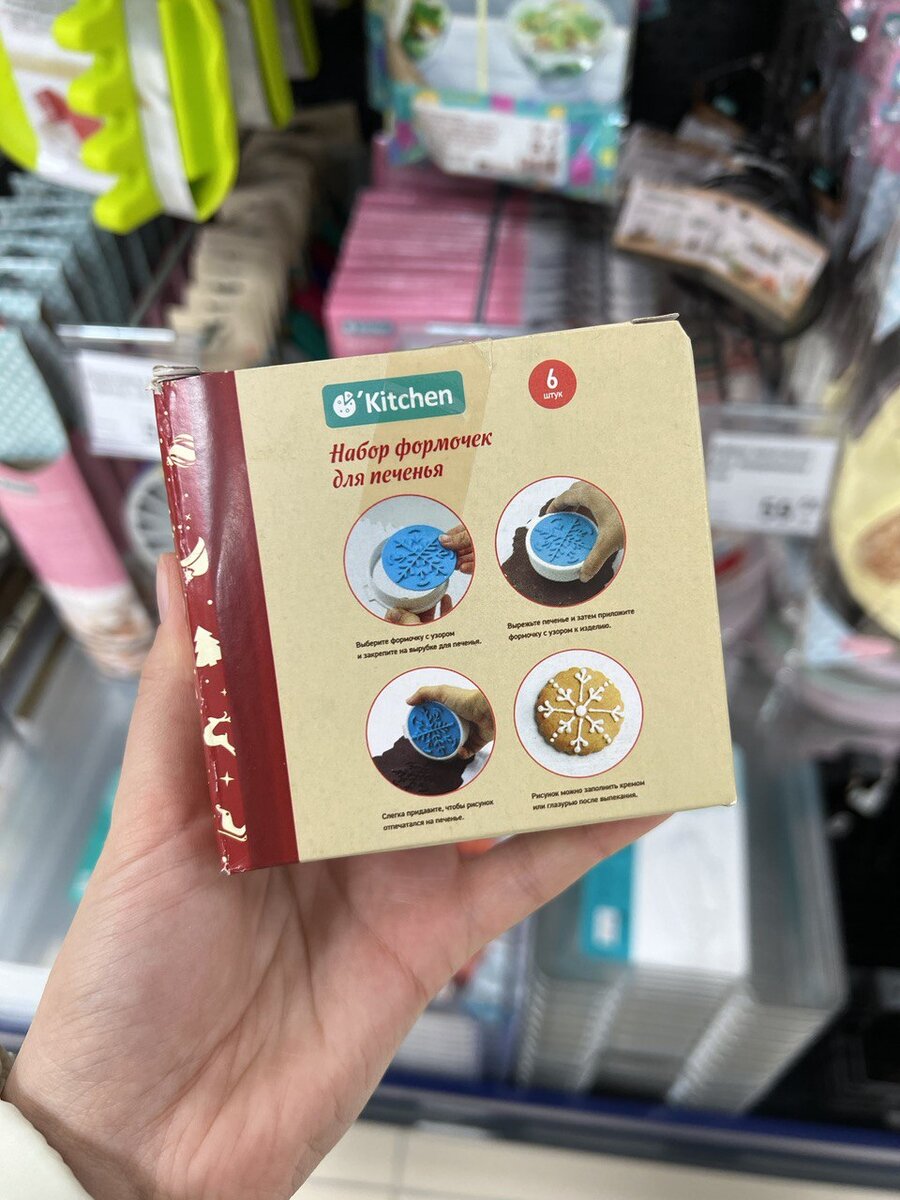 'Kitchen
6
штук
Набор формочек
для печенья
Выберите формочку с узором
и закрепите на вырубке для печенья.
Вырежьте печенье и затем приложите
формочку с узором к изделию.
Слегка придавите, чтобы рисунок
отпечатался на печенье.
Рисунок можно заполнить кремом
или глазурью после выпекания.